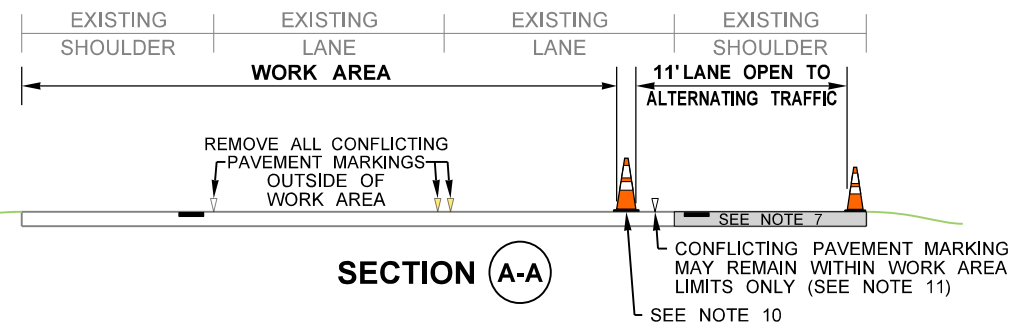 EXISTING
SHOULDER
EXISTING
LANE
EXISTING
LANE
EXISTING
SHOULDER
WORK AREA
11' LANE OPEN TO
ALTERNATING TRAFFIC
REMOVE ALL CONFLICTING
PAVEMENT MARKINGS
OUTSIDE OF
WORK AREA
SEE NOTE 7
CONFLICTING PAVEMENT MARKING
MAY REMAIN WITHIN WORK AREA
LIMITS ONLY (SEE NOTE 11)
SEE NOTE 10
SECTION A-A